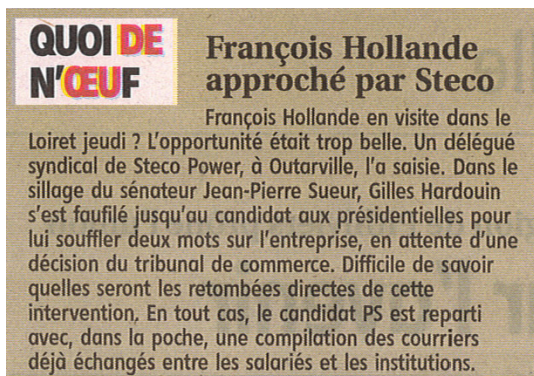 QUOI DE
N'ŒUF
François Hollande
approché par Steco
François Hollande en visite dans le
Loiret jeudi ? L'opportunité était trop belle. Un délégué
syndical de Steco Power, à Outarville, l'a saisie. Dans le
sillage du sénateur Jean-Pierre Sueur, Gilles Hardouin
s'est faufilé jusqu'au candidat aux présidentielles pour
lui souffler deux mots sur l'entreprise, en attente d'une
décision du tribunal de commerce. Difficile de savoir
quelles seront les retombées directes de cette
intervention. En tout cas, le candidat PS est reparti
avec, dans la poche, une compilation des courriers
déjà échangés entre les salariés et les institutions.